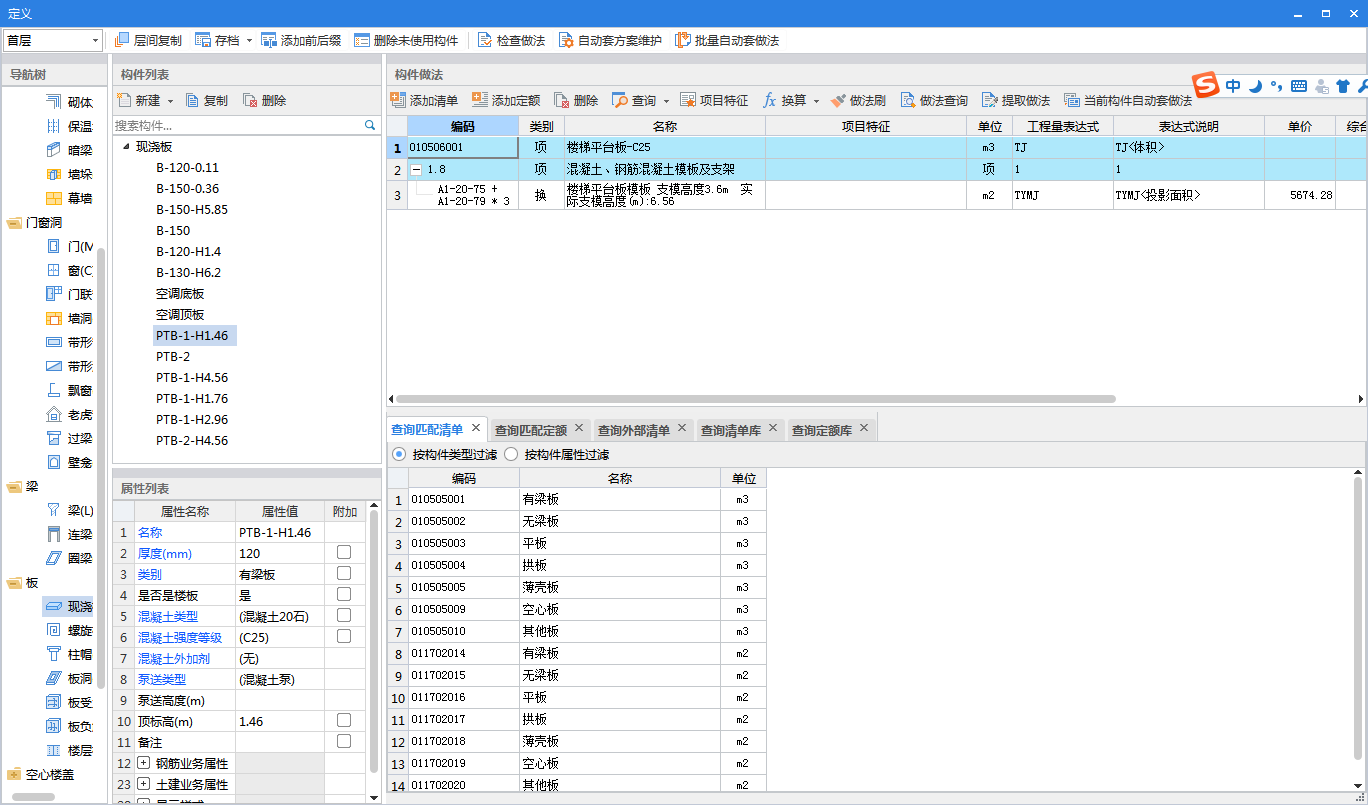 定义
首层 层间复制 存档 添加前后缀 删除未使用构件 检查做法 自动套方案维护 批量自动套做法
导航树
砌体
保温
暗梁
墙垛
幕墙
门窗洞
门(M
窗(C
门联
墙洞
带形
带形
飘窗
老虎
过梁
壁龛
梁
梁(L)
连梁
圈梁
板
现浇
螺旋
柱帽
板洞
板受
板负
楼层
空心楼盖
构件列表
新建 复制 删除
搜索构件...
现浇板
B-120-0.11
B-150-0.36
B-150-H5.85
B-150
B-120-H1.4
B-130-H6.2
空调底板
空调顶板
PTB-1-H1.46
PTB-2
PTB-1-H4.56
PTB-1-H1.76
PTB-1-H2.96
PTB-2-H4.56
属性列表
属性名称 属性值 附加
1 名称 PTB-1-H1.46
2 厚度(mm) 120
3 类别 有梁板
4 是否是楼板 是
5 混凝土类型 (混凝土20石)
6 混凝土强度等级 (C25)
7 混凝土外加剂 (无)
8 泵送类型 (混凝土泵)
9 泵送高度(m)
10 顶标高(m) 1.46
11 备注
12 钢筋业务属性
23 土建业务属性
构件做法
添加清单 添加定额 删除 查询 项目特征 fx 换算 做法刷 做法查询 提取做法 当前构件自动套做法
S 中
编码 类别 名称 项目特征 单位 工程量表达式 表达式说明 单价 综合
1 010506001 项 楼梯平台板-C25 m3 TJ TJ<体积>
2 1.8 项 混凝土、钢筋混凝土模板及支架 项 1 1
3 A1-20-75 + A1-20-79 * 3 换 楼梯平台板模板 支模高度3.6m 实际支模高度(m):6.56 m2 TYMJ TYMJ<投影面积> 5674.28
查询匹配清单 查询匹配定额 查询外部清单 查询清单库 查询定额库
按构件类型过滤 按构件属性过滤
编码 名称 单位
1 010505001 有梁板 m3
2 010505002 无梁板 m3
3 010505003 平板 m3
4 010505004 拱板 m3
5 010505005 薄壳板 m3
6 010505009 空心板 m3
7 010505010 其他板 m3
8 011702014 有梁板 m2
9 011702015 无梁板 m2
10 011702016 平板 m2
11 011702017 拱板 m2
12 011702018 薄壳板 m2
13 011702019 空心板 m2
14 011702020 其他板 m2